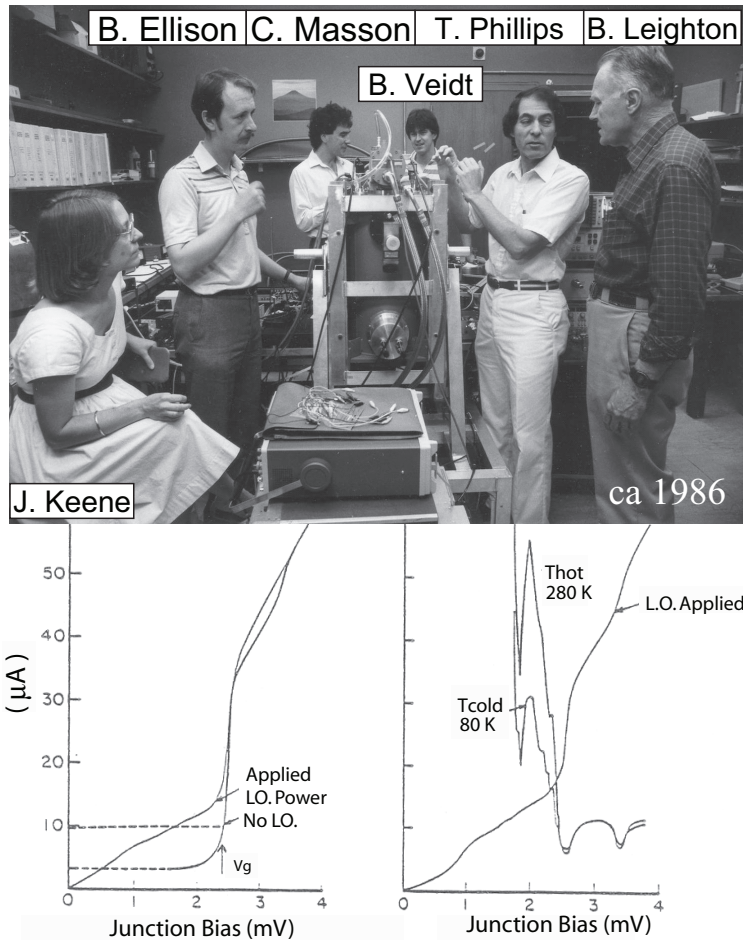 B. Ellison C. Masson T. Phillips B. Leighton
B. Veidt
J. Keene
ca 1986
50
40
(μA)
30
20
10
0
Applied
LO. Power
No LO.
Vg
0 1 2 3 4
Junction Bias (mV)
Thot
280 K
L.O. Applied
Tcold
80 K
0 1 2 3 4
Junction Bias (mV)